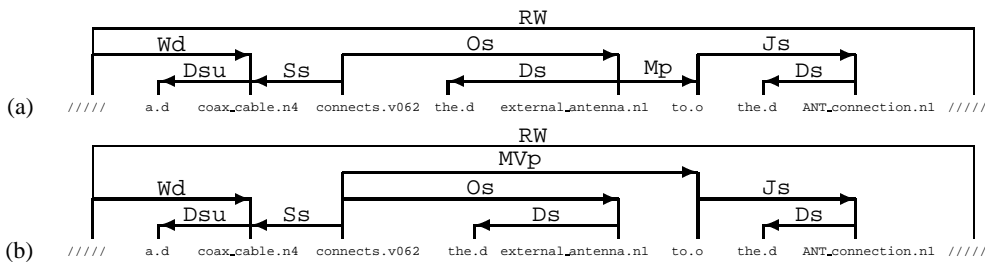 RW
Wd Os Js
Dsu Ss Ds Mp Ds
(a) ///// a.d coax_cable.n4 connects.v062 the.d external_antenna.n1 to.o the.d ANT_connection.n1 /////
RW
MVp
Wd Os Js
Dsu Ss Ds Ds
(b) ///// a.d coax_cable.n4 connects.v062 the.d external_antenna.n1 to.o the.d ANT_connection.n1 /////